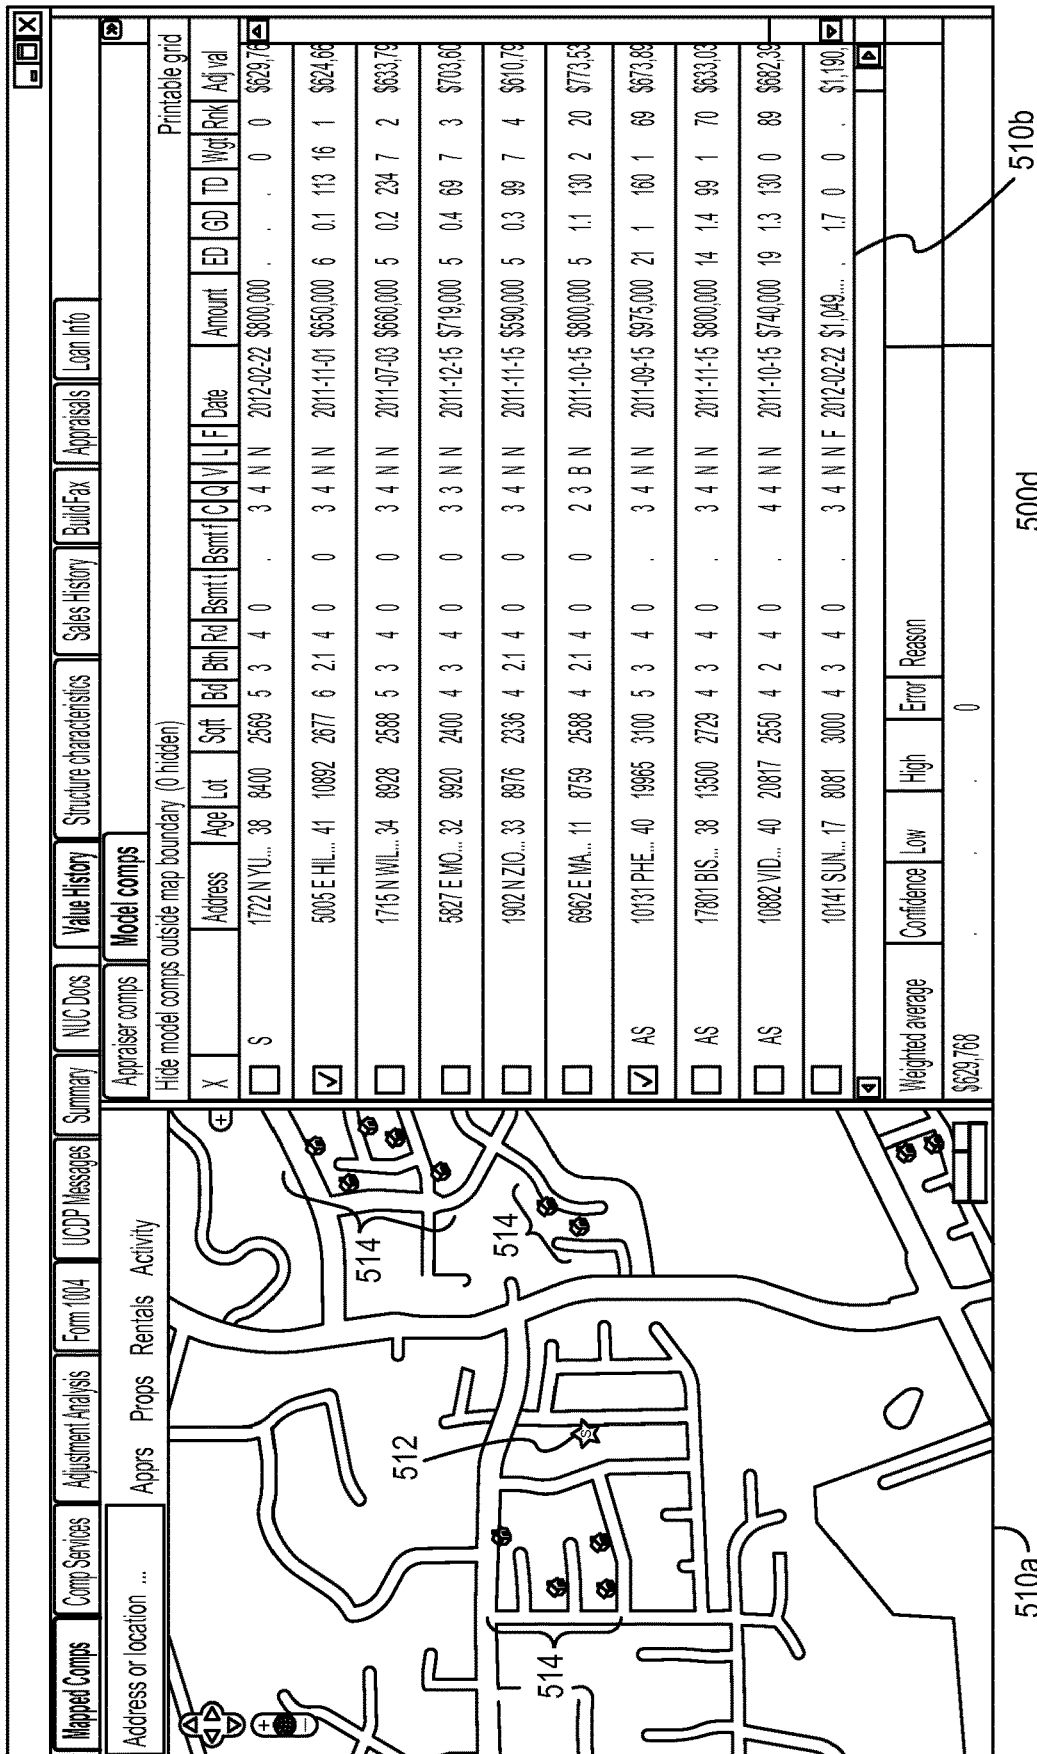 Mapped Comps Comp Services Adjustment Analysis Form 1004 UCDP Messages Summary NUC Docs Value History Structure characteristics Sales History BuildFax Appraisals Loan Info
Address or location ...
Apprs Props Rentals Activity
512
514
514
514
510a
Appraiser comps Model comps
Hide model comps outside map boundary (0 hidden) Printable grid
X Address Age Lot Sqft Bd Bth Rd Bsmt t Bsmt f C Q V L F Date Amount ED GD TD Wgt Rnk Adj val
S 1722 N YU... 38 8400 2569 5 3 4 0 . 3 4 N N 2012-02-22 $800,000 . . 0 0 $629,76
5005 E HIL... 41 10892 2677 6 2.1 4 0 0 3 4 N N 2011-11-01 $650,000 6 0.1 113 16 1 $624,66
1715 N WIL... 34 8928 2588 5 3 4 0 0 3 4 N N 2011-07-03 $660,000 5 0.2 234 7 2 $633,79
5827 E MO... 32 9920 2400 4 3 4 0 0 3 3 N N 2011-12-15 $719,000 5 0.4 69 7 3 $703,60
1902 N ZIO... 33 8976 2336 4 2.1 4 0 0 3 4 N N 2011-11-15 $590,000 5 0.3 99 7 4 $610,79
6962 E MA... 11 8759 2588 4 2.1 4 0 0 2 3 B N 2011-10-15 $800,000 5 1.1 130 2 20 $773,53
AS 10131 PHE... 40 19965 3100 5 3 4 0 . 3 4 N N 2011-09-15 $975,000 21 1 160 1 69 $673,89
AS 17801 BIS... 38 13500 2729 4 3 4 0 . 3 4 N N 2011-11-15 $800,000 14 1.4 99 1 70 $633,03
AS 10882 VID... 40 20817 2550 4 2 4 0 . 4 4 N N 2011-10-15 $740,000 19 1.3 130 0 89 $682,39
10141 SUN... 17 8081 3000 4 3 4 0 . 3 4 N N F 2012-02-22 $1,049.... . 1.7 0 0 . $1,190,
Weighted average Confidence Low High Error Reason
$629,768 . . . 0
510b
500d